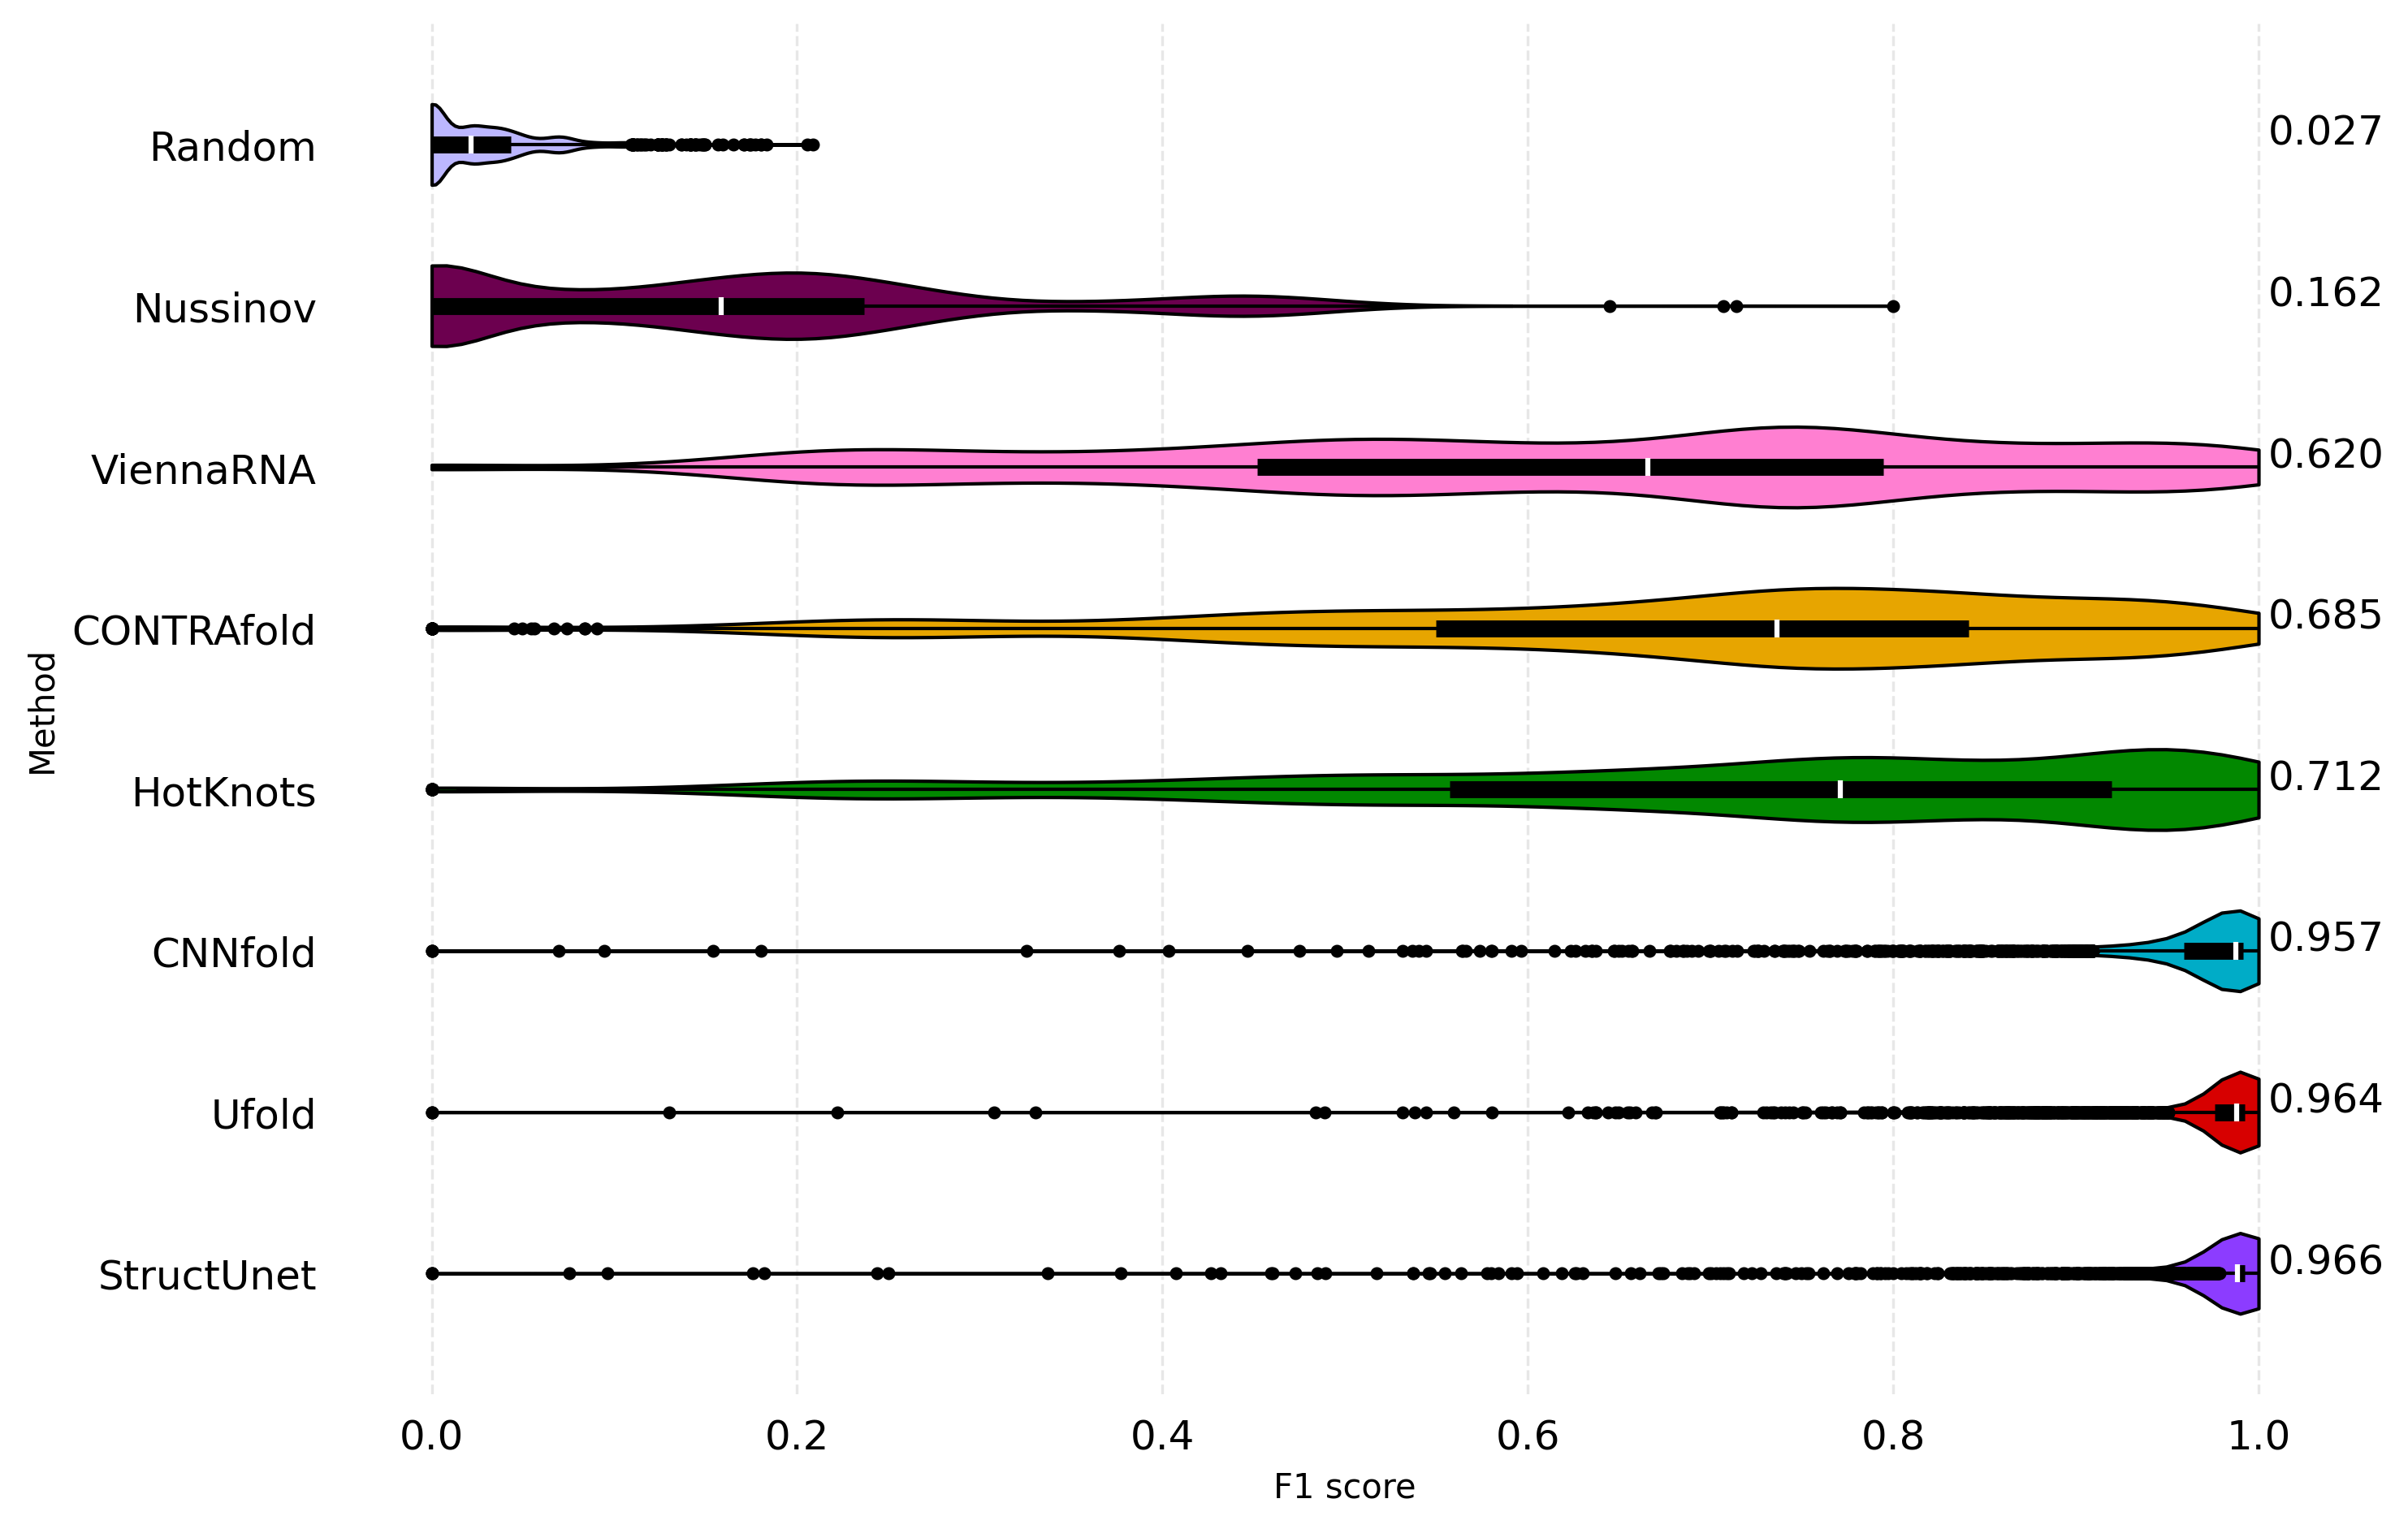 Random 0.027
Nussinov 0.162
ViennaRNA 0.620
CONTRAfold 0.685
HotKnots 0.712
CNNfold 0.957
Ufold 0.964
StructUnet 0.966
Method
0.0 0.2 0.4 0.6 0.8 1.0
F1 score